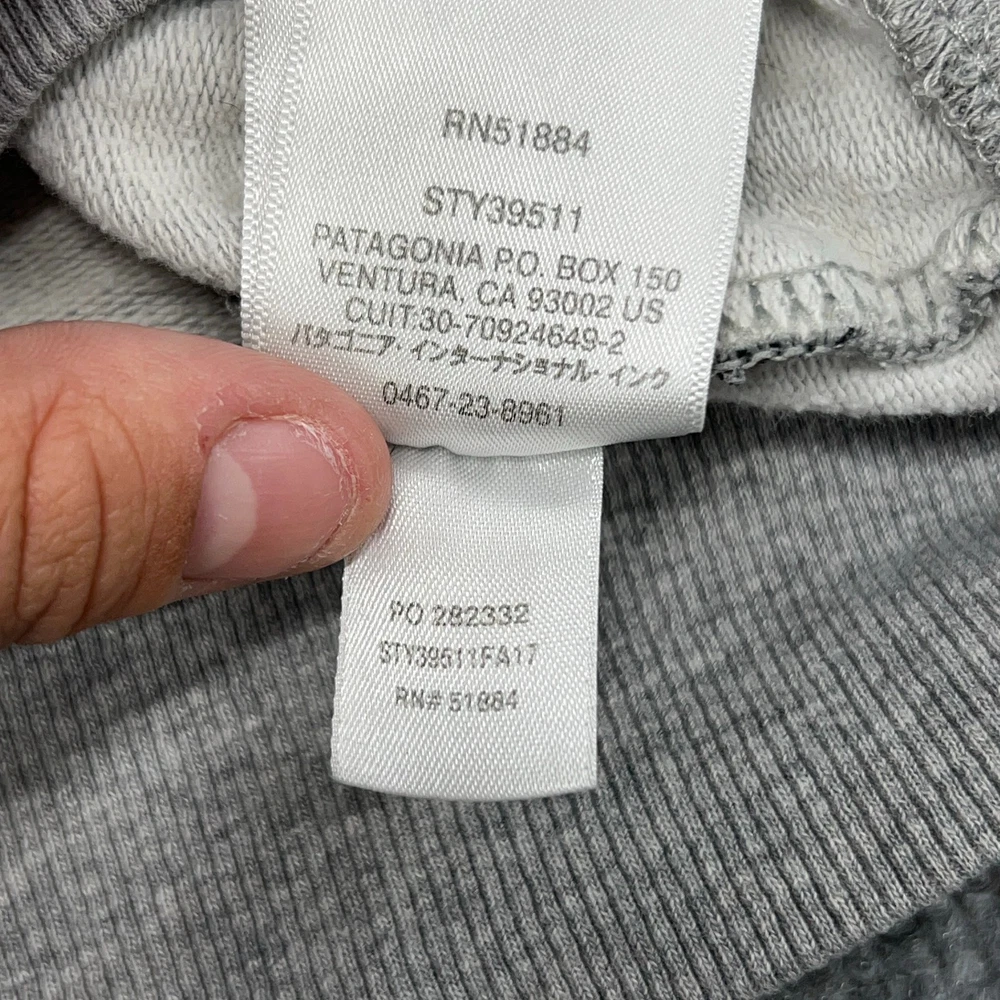 RN51884
STY39511
PATAGONIA P.O. BOX 150
VENTURA, CA 93002 US
CUIT:30-70924649-2
パタゴニア・インターナショナル・インク
0467-23-8961
PO 282332
STY39511FA17
RN# 51884